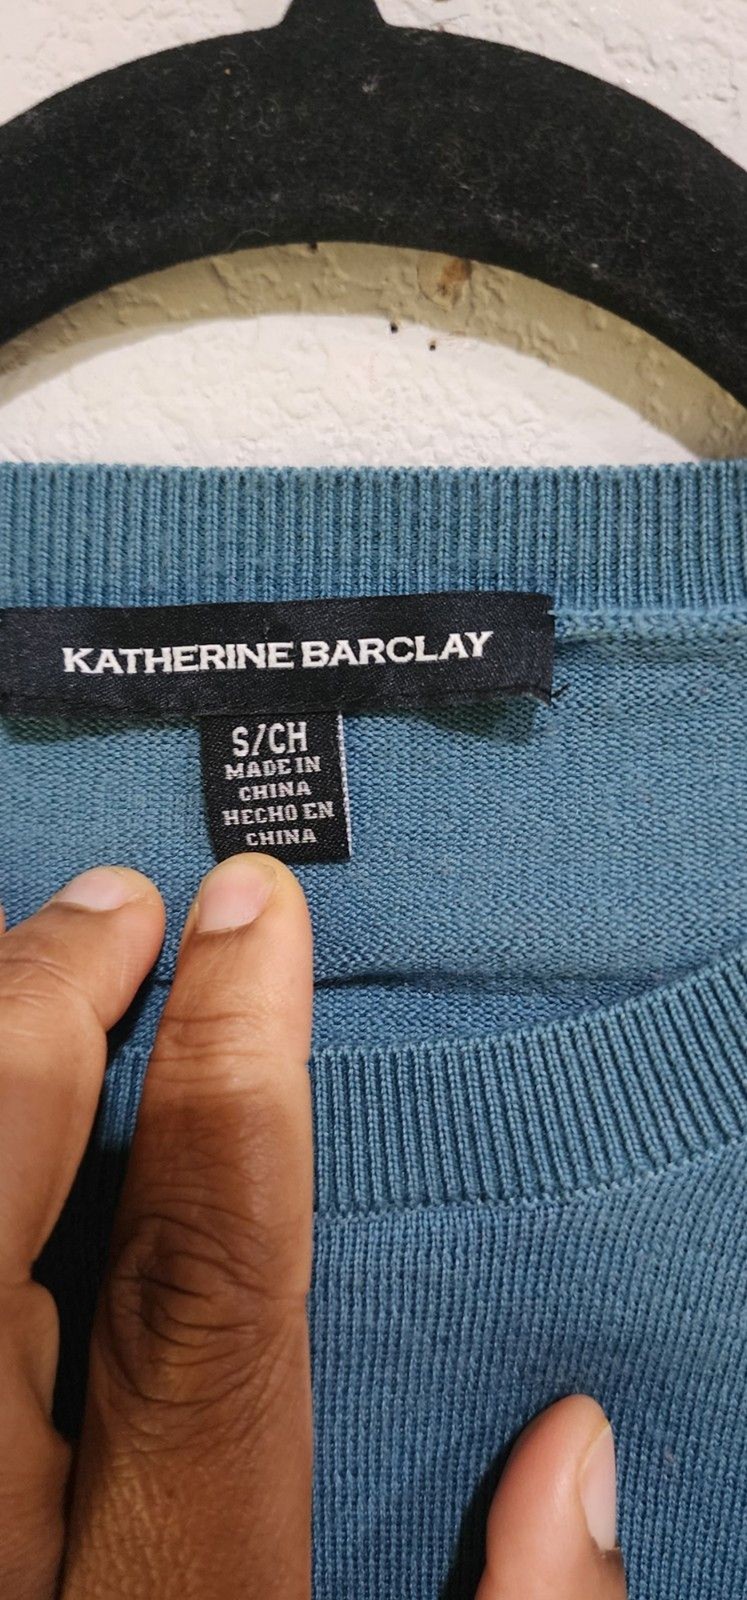 KATHERINE BARCLAY
S/CH
MADE IN
CHINA
HECHO EN
CHINA